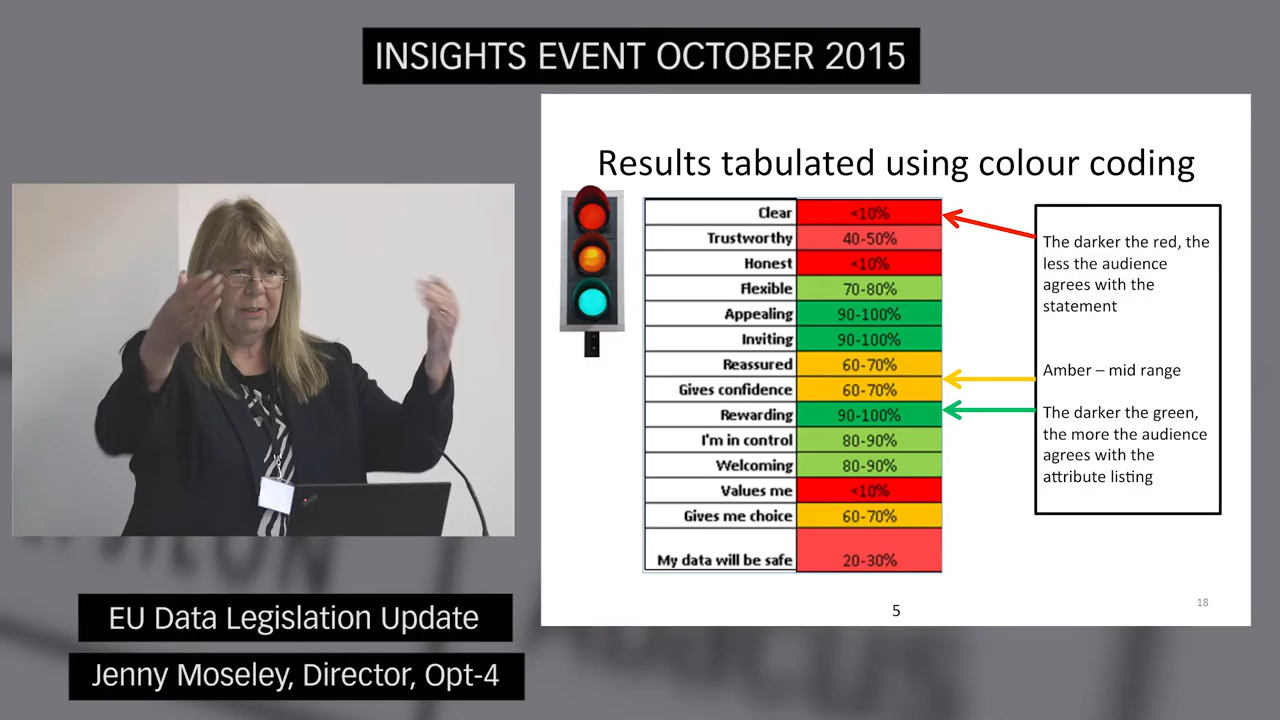 INSIGHTS EVENT OCTOBER 2015
Results tabulated using colour coding
Clear <10%
Trustworthy 40-50%
Honest <10%
Flexible 70-80%
Appealing 90-100%
Inviting 90-100%
Reassured 60-70%
Gives confidence 60-70%
Rewarding 90-100%
I'm in control 80-90%
Welcoming 80-90%
Values me <10%
Gives me choice 60-70%
My data will be safe 20-30%
The darker the red, the
less the audience
agrees with the
statement
Amber – mid range
The darker the green,
the more the audience
agrees with the
attribute listing
5
18
EU Data Legislation Update
Jenny Moseley, Director, Opt-4